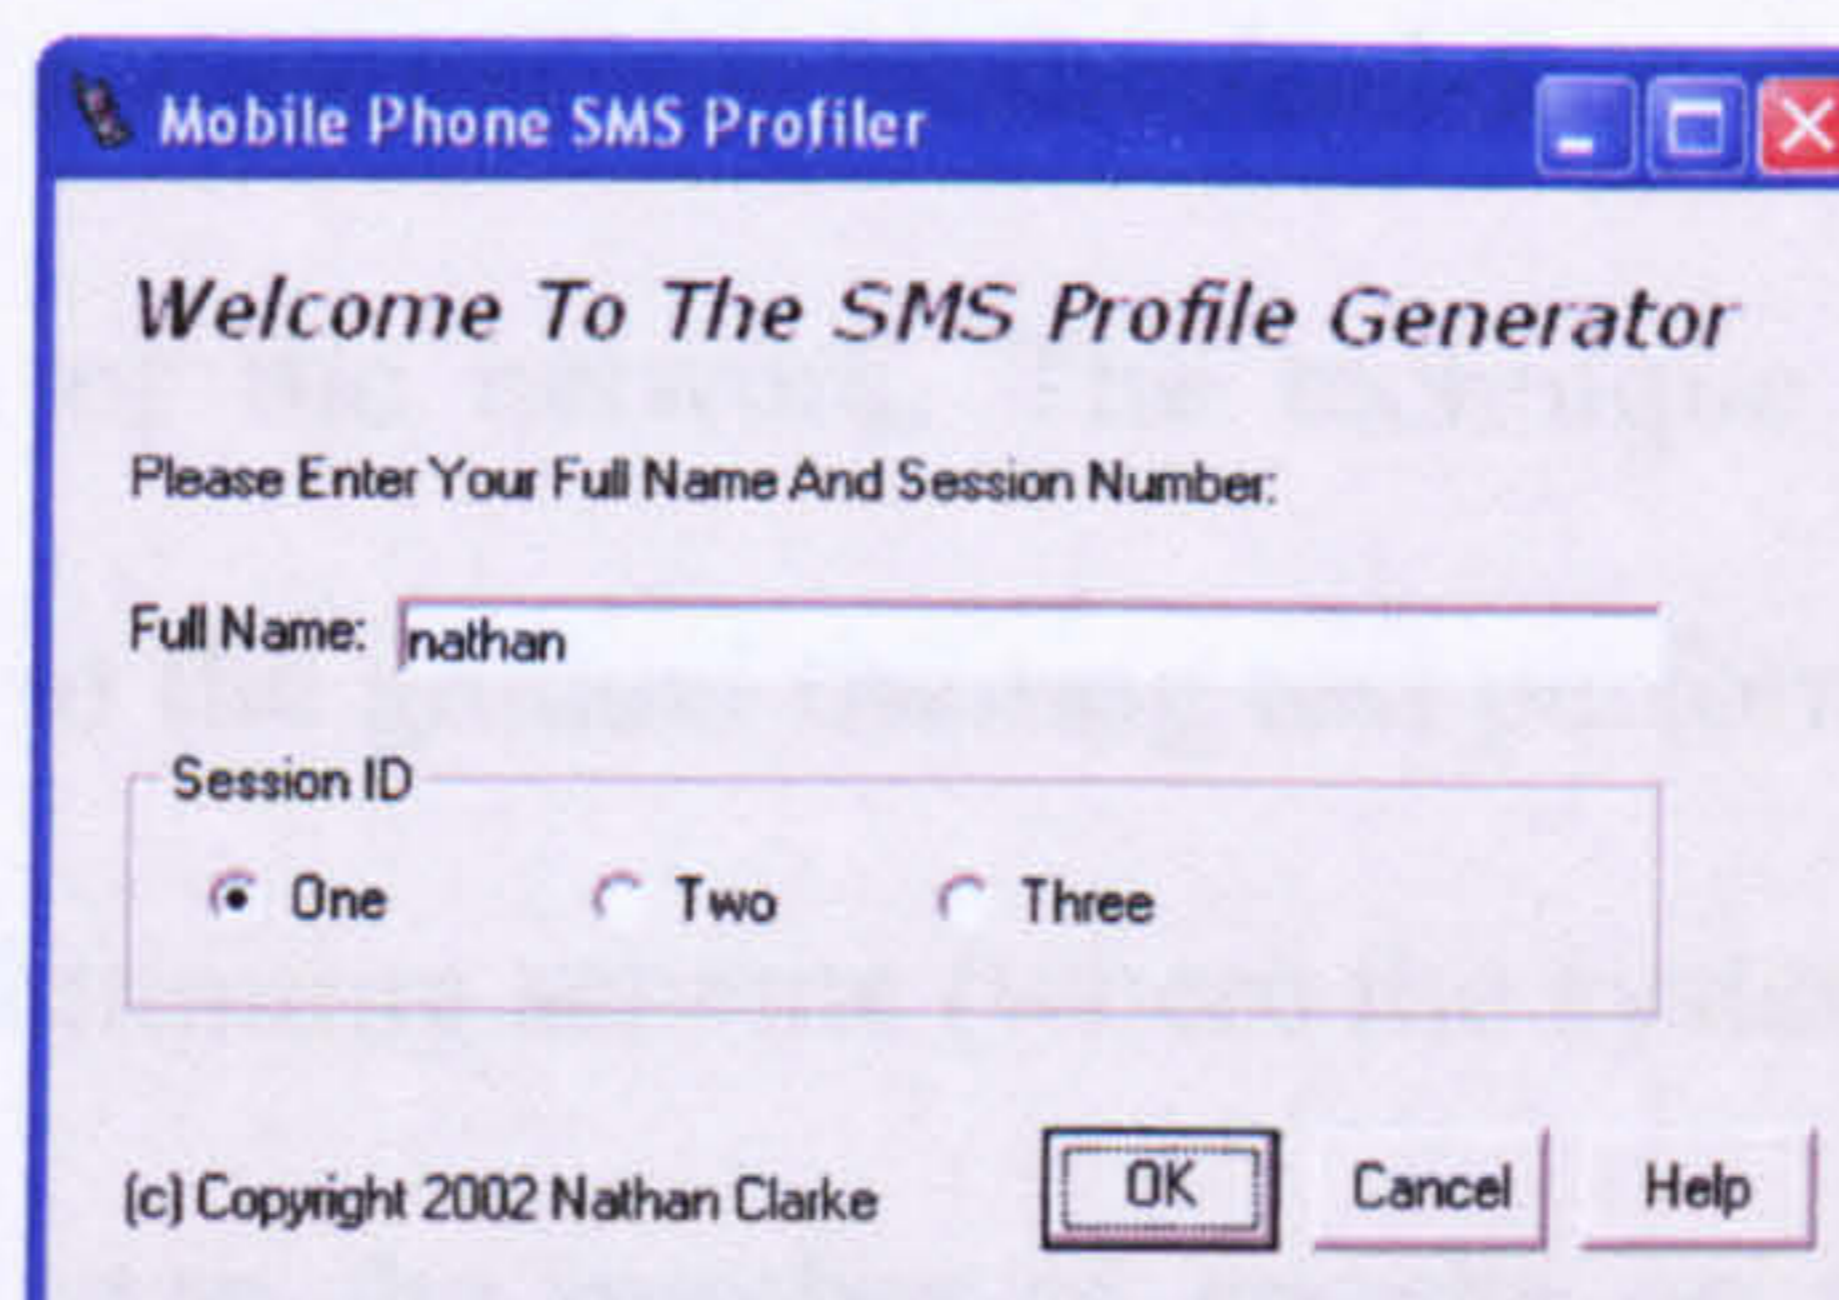 Mobile Phone SMS Profiler
Welcome To The SMS Profile Generator
Please Enter Your Full Name And Session Number:
Full Name: nathan
Session ID
One Two Three
(c) Copyright 2002 Nathan Clarke OK Cancel Help